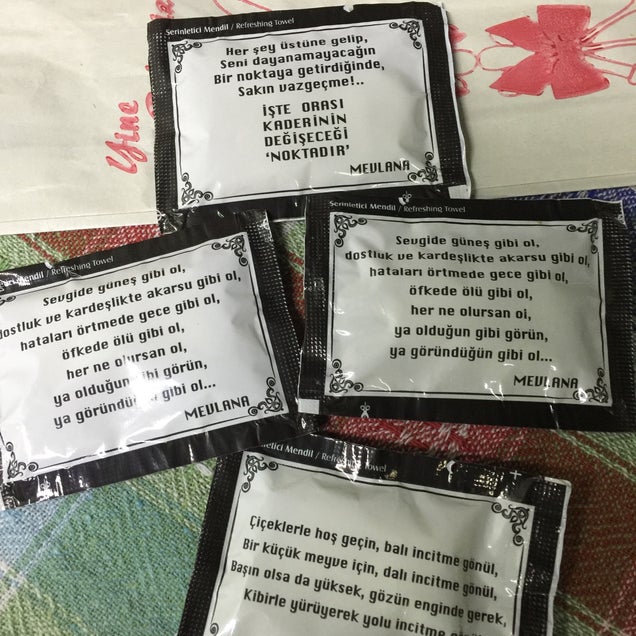 Yine
Serinletici Mendil / Refreshing Towel
Her şey üstüne gelip,
Seni dayanamayacağın
Bir noktaya getirdiğinde,
Sakın vazgeçme!..
İŞTE ORASI
KADERİNİN
DEĞİŞECEĞİ
'NOKTADIR'
MEVLANA
Mendil / Refreshing Towel
Sevgide güneş gibi ol,
dostluk ve kardeşlikte akarsu gibi ol,
hataları örtmede gece gibi ol,
öfkede ölü gibi ol,
her ne olursan ol,
ya olduğun gibi görün,
ya göründüğün gibi ol...
MEVLANA
Serinletici Mendil / Refreshing Towel
Sevgide güneş gibi ol,
dostluk ve kardeşlikte akarsu gibi ol,
hataları örtmede gece gibi ol,
öfkede ölü gibi ol,
her ne olursan ol,
ya olduğun gibi görün,
ya göründüğün gibi ol...
MEVLANA
Mendil / Refreshing Towel
Çiçeklerle hoş geçin, balı incitme gönül,
Bir küçük meyve için, dalı incitme gönül,
Başın olsa da yüksek, gözün enginde gerek,
Kibirle yürüyerek yolu incitme